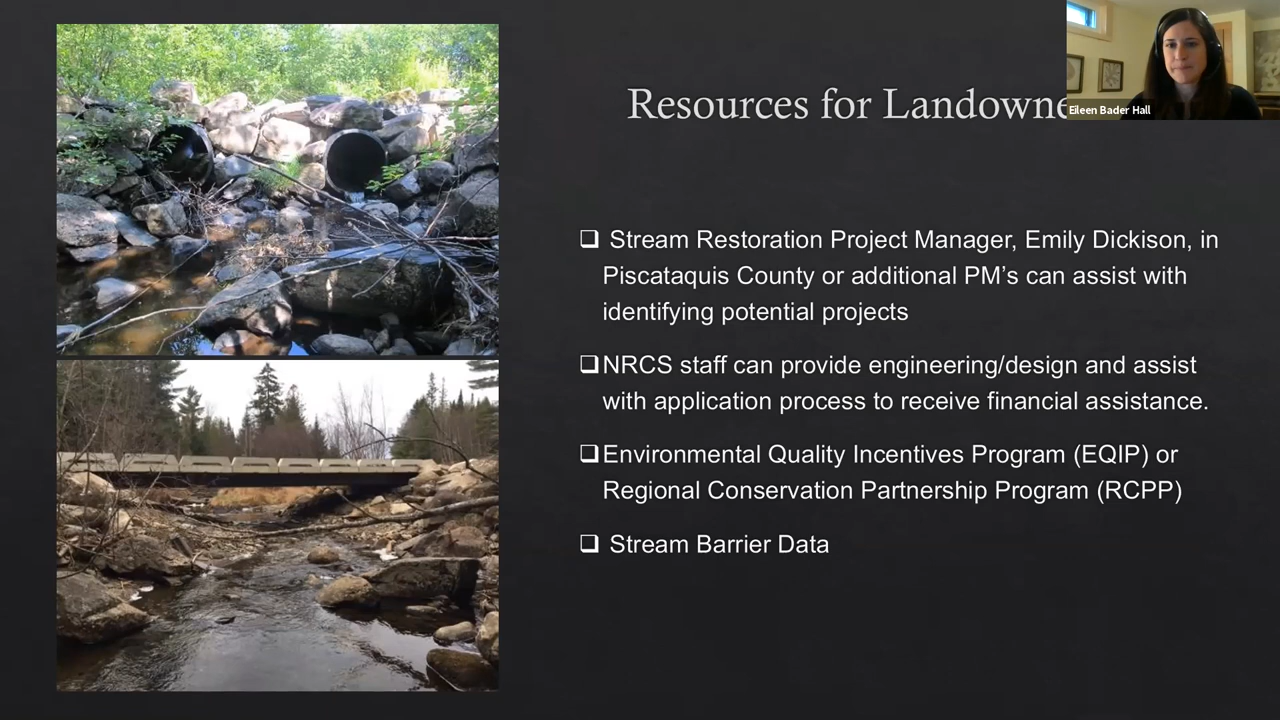 Resources for Landowne
Eileen Bader Hall
Stream Restoration Project Manager, Emily Dickison, in
Piscataquis County or additional PM’s can assist with
identifying potential projects
NRCS staff can provide engineering/design and assist
with application process to receive financial assistance.
Environmental Quality Incentives Program (EQIP) or
Regional Conservation Partnership Program (RCPP)
Stream Barrier Data